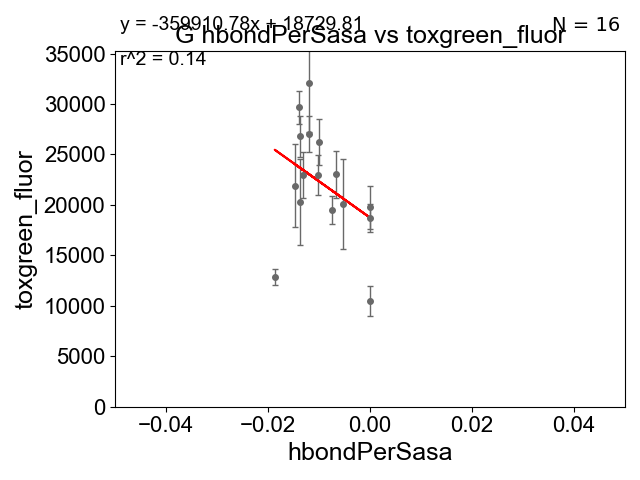 y = -359910.78x + 18729.81
N = 16
G hbondPerSasa vs toxgreen_fluor
r^2 = 0.14
35000
30000
25000
20000
15000
10000
5000
0
toxgreen_fluor
−0.04 −0.02 0.00 0.02 0.04
hbondPerSasa